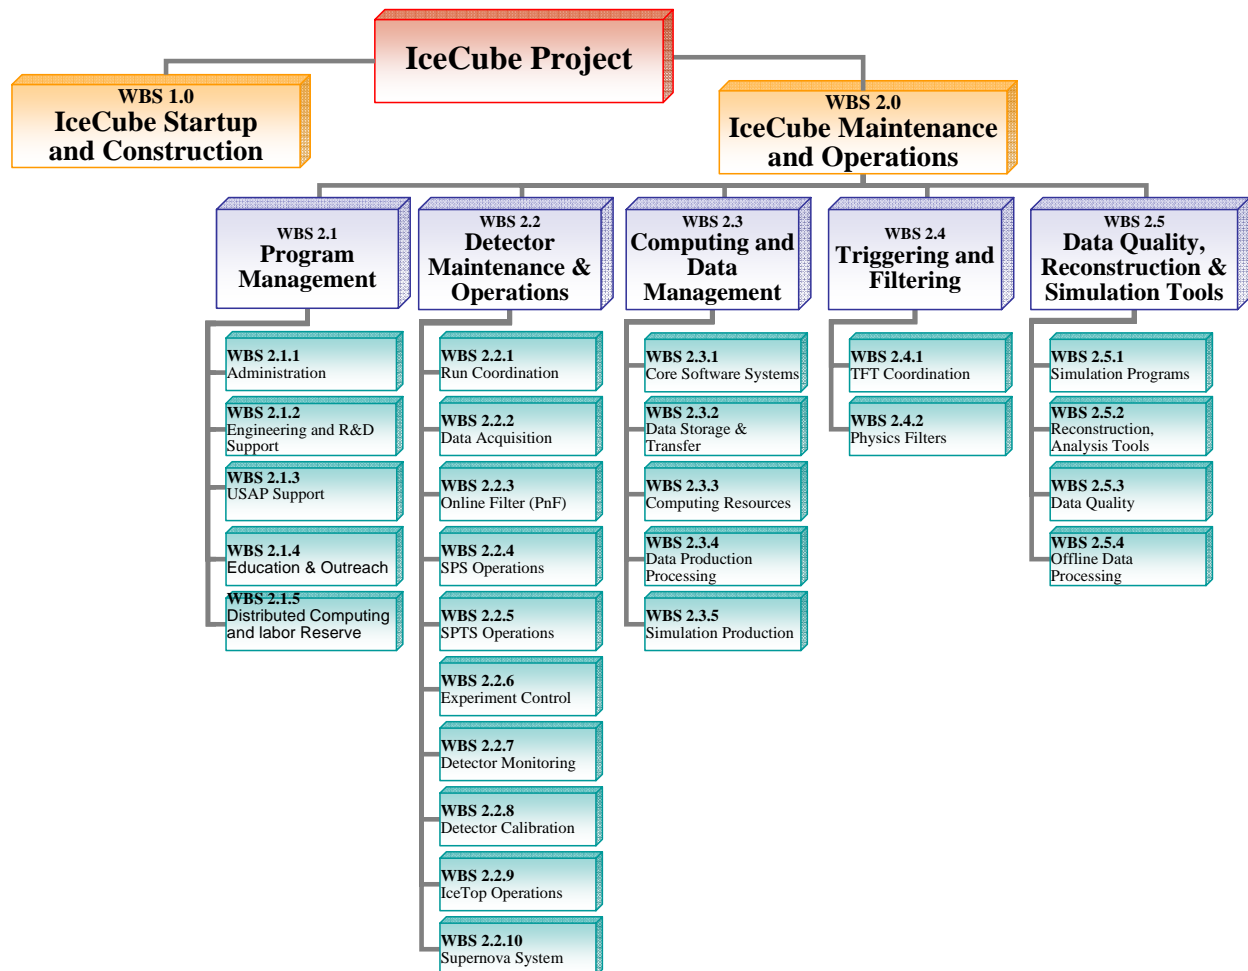 IceCube Project
WBS 1.0
IceCube Startup
and Construction
WBS 2.0
IceCube Maintenance
and Operations
WBS 2.1
Program
Management
WBS 2.1.1
Administration
WBS 2.1.2
Engineering and R&D
Support
WBS 2.1.3
USAP Support
WBS 2.1.4
Education & Outreach
WBS 2.1.5
Distributed Computing
and labor Reserve
WBS 2.2
Detector
Maintenance &
Operations
WBS 2.2.1
Run Coordination
WBS 2.2.2
Data Acquisition
WBS 2.2.3
Online Filter (PnF)
WBS 2.2.4
SPS Operations
WBS 2.2.5
SPTS Operations
WBS 2.2.6
Experiment Control
WBS 2.2.7
Detector Monitoring
WBS 2.2.8
Detector Calibration
WBS 2.2.9
IceTop Operations
WBS 2.2.10
Supernova System
WBS 2.3
Computing and
Data
Management
WBS 2.3.1
Core Software Systems
WBS 2.3.2
Data Storage &
Transfer
WBS 2.3.3
Computing Resources
WBS 2.3.4
Data Production
Processing
WBS 2.3.5
Simulation Production
WBS 2.4
Triggering and
Filtering
WBS 2.4.1
TFT Coordination
WBS 2.4.2
Physics Filters
WBS 2.5
Data Quality,
Reconstruction &
Simulation Tools
WBS 2.5.1
Simulation Programs
WBS 2.5.2
Reconstruction,
Analysis Tools
WBS 2.5.3
Data Quality
WBS 2.5.4
Offline Data
Processing